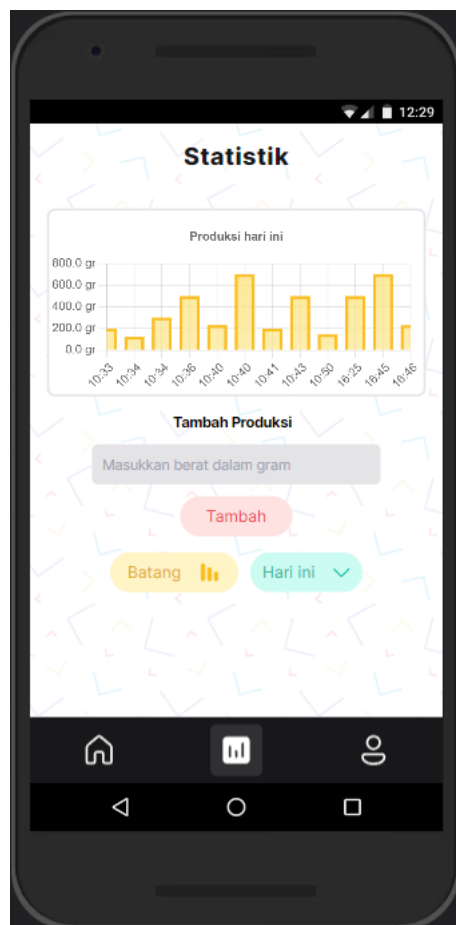 12:29
Statistik
Produksi hari ini
800.0 gr
600.0 gr
400.0 gr
200.0 gr
0.0 gr
10:33 10:34 10:34 10:36 10:40 10:40 10:41 10:43 10:50 16:25 16:45 16:46
Tambah Produksi
Masukkan berat dalam gram
Tambah
Batang Hari ini